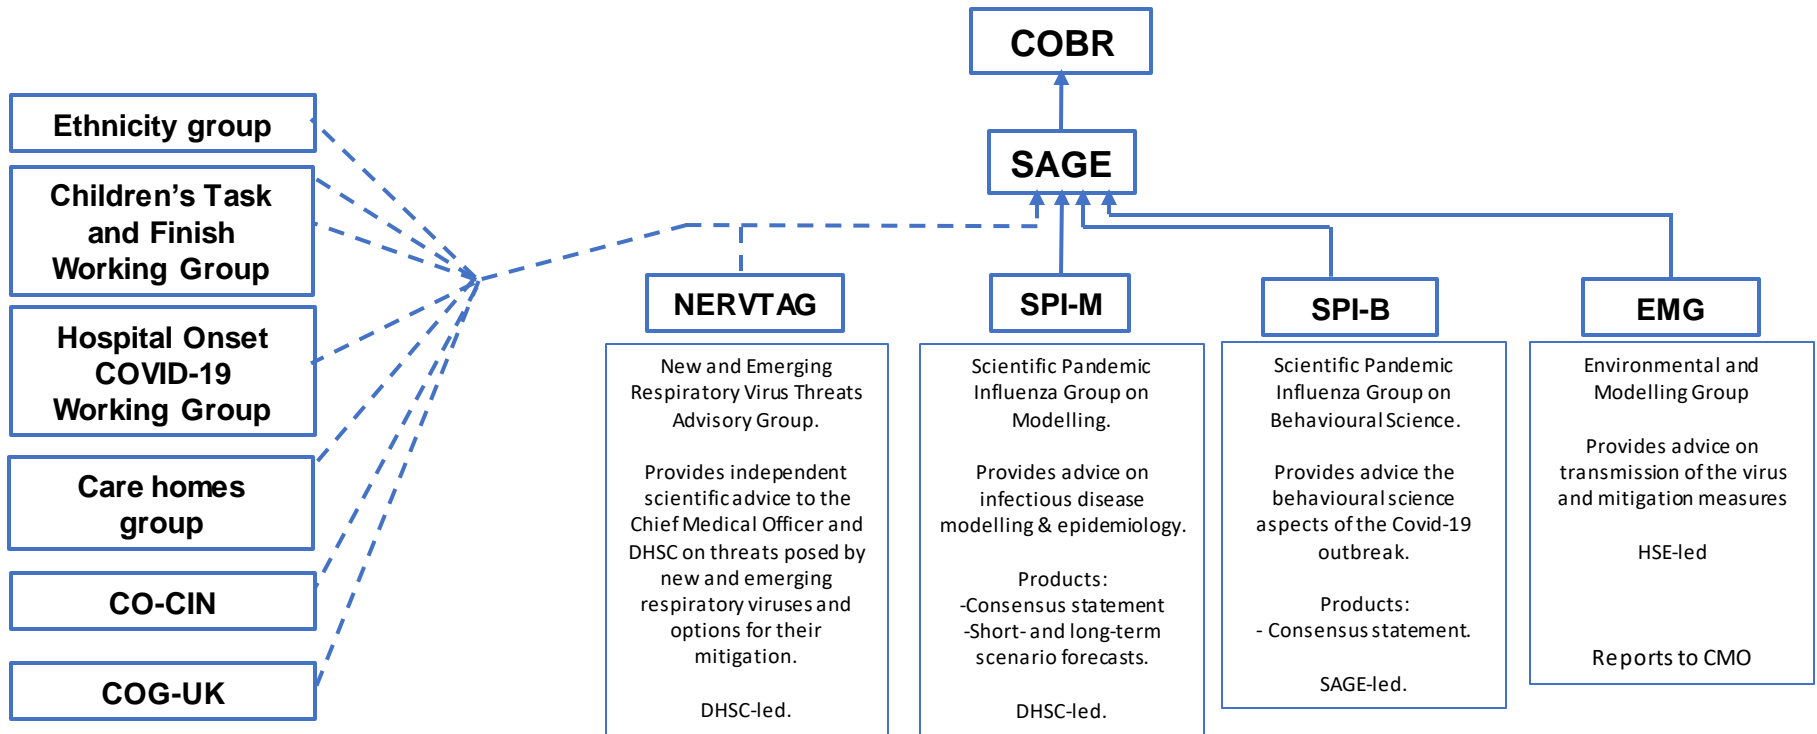 COBR
SAGE
Ethnicity group
Children’s Task
and Finish
Working Group
Hospital Onset
COVID-19
Working Group
Care homes
group
CO-CIN
COG-UK
NERVTAG
New and Emerging
Respiratory Virus Threats
Advisory Group.
Provides independent
scientific advice to the
Chief Medical Officer and
DHSC on threats posed by
new and emerging
respiratory viruses and
options for their
mitigation.
DHSC-led.
SPI-M
Scientific Pandemic
Influenza Group on
Modelling.
Provides advice on
infectious disease
modelling & epidemiology.
Products:
-Consensus statement
-Short- and long-term
scenario forecasts.
DHSC-led.
SPI-B
Scientific Pandemic
Influenza Group on
Behavioural Science.
Provides advice the
behavioural science
aspects of the Covid-19
outbreak.
Products:
- Consensus statement.
SAGE-led.
EMG
Environmental and
Modelling Group
Provides advice on
transmission of the virus
and mitigation measures
HSE-led
Reports to CMO